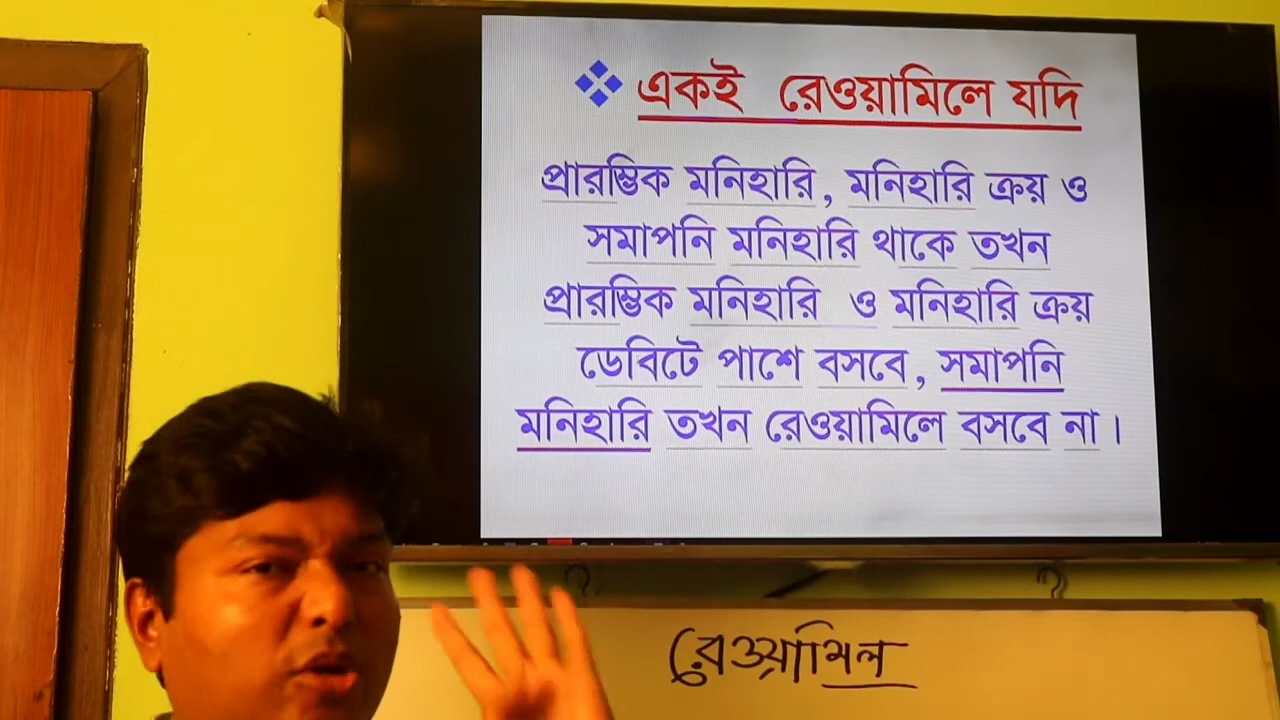 ❖ একই রেওয়ামিলে যদি
প্রারম্ভিক মনিহারি, মনিহারি ক্রয় ও
সমাপনি মনিহারি থাকে তখন
প্রারম্ভিক মনিহারি ও মনিহারি ক্রয়
ডেবিটে পাশে বসবে, সমাপনি
মনিহারি তখন রেওয়ামিলে বসবে না।
রেওয়ামিল